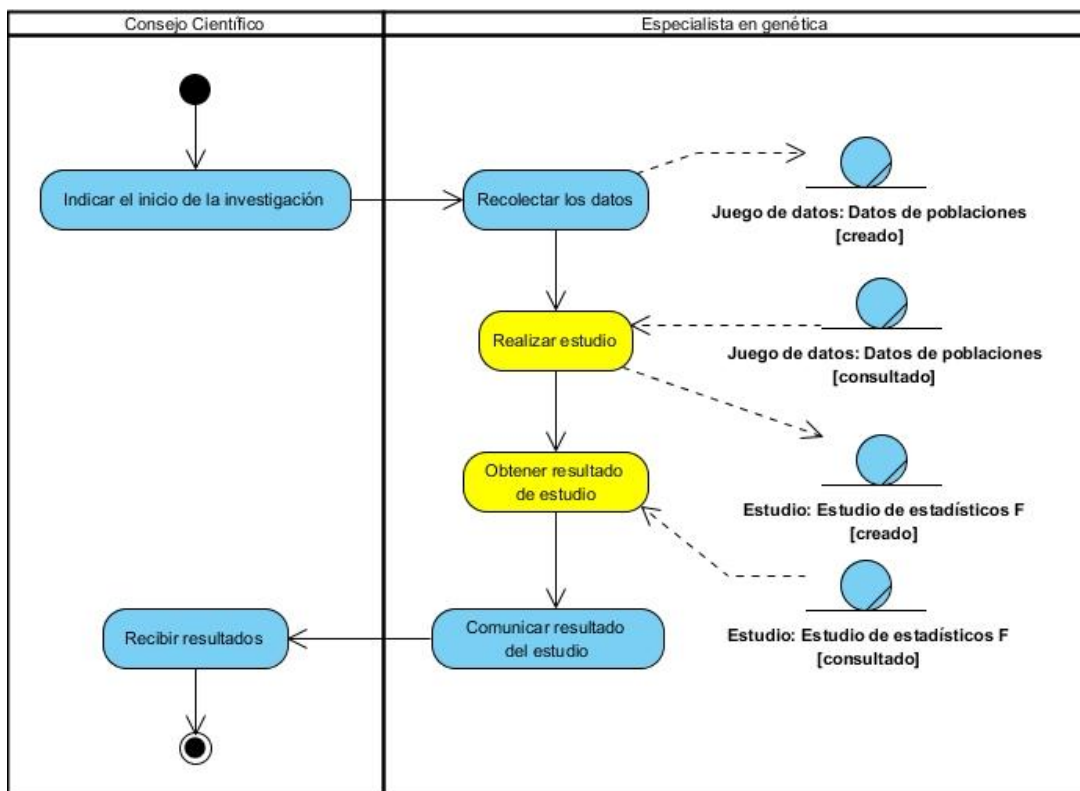 Consejo Científico
Especialista en genética
Indicar el inicio de la investigación
Recolectar los datos
Juego de datos: Datos de poblaciones
[creado]
Realizar estudio
Juego de datos: Datos de poblaciones
[consultado]
Obtener resultado
de estudio
Estudio: Estudio de estadísticos F
[creado]
Estudio: Estudio de estadísticos F
[consultado]
Comunicar resultado
del estudio
Recibir resultados